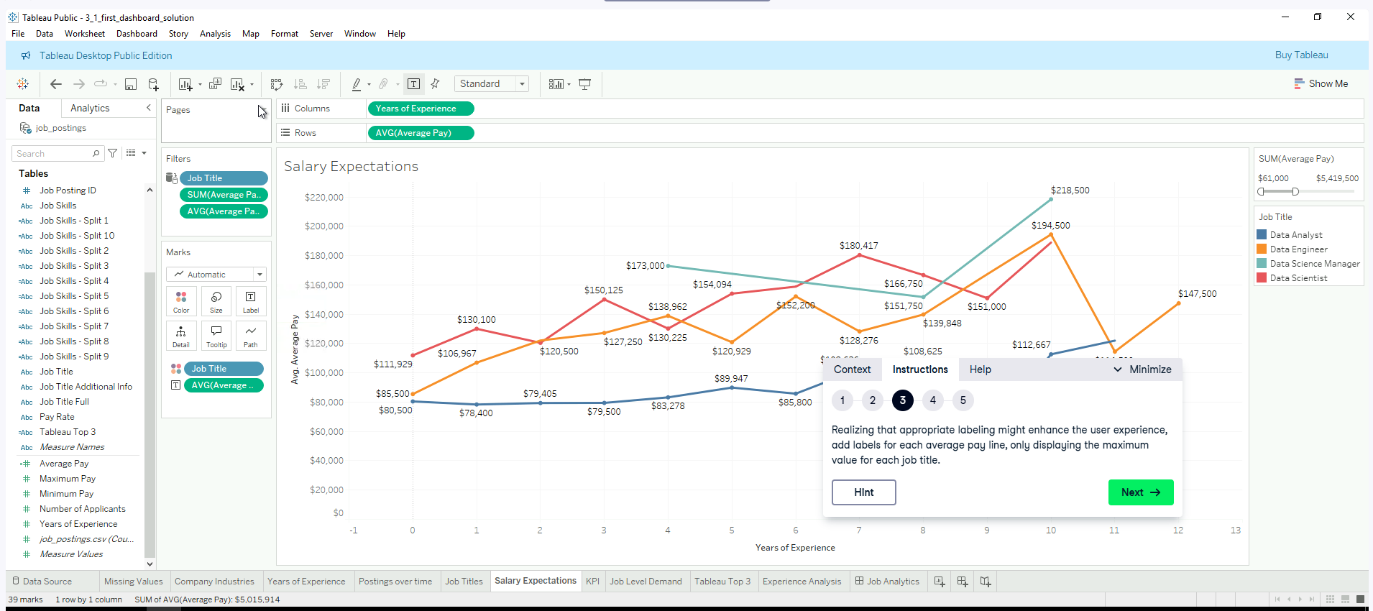 Tableau Public - 3_1_first_dashboard_solution
File Data Worksheet Dashboard Story Analysis Map Format Server Window Help
Tableau Desktop Public Edition
Buy Tableau
Standard
Show Me
Data Analytics
job_postings
Search
Tables
# Job Posting ID
Abc Job Skills
Abc Job Skills - Split 1
Abc Job Skills - Split 10
Abc Job Skills - Split 2
Abc Job Skills - Split 3
Abc Job Skills - Split 4
Abc Job Skills - Split 5
Abc Job Skills - Split 6
Abc Job Skills - Split 7
Abc Job Skills - Split 8
Abc Job Skills - Split 9
Abc Job Title
Abc Job Title Additional Info
Abc Job Title Full
Abc Pay Rate
Abc Tableau Top 3
Abc Measure Names
# Average Pay
# Maximum Pay
# Minimum Pay
# Number of Applicants
# Years of Experience
# job_postings.csv (Cou...
# Measure Values
Pages
Filters
Job Title
SUM(Average Pa..
AVG(Average Pa..
Marks
Automatic
Color Size Label
Detail Tooltip Path
Job Title
T AVG(Average ..
Columns
Years of Experience
Rows
AVG(Average Pay)
Salary Expectations
Avg. Average Pay
$220,000
$200,000
$180,000
$160,000
$140,000
$120,000
$100,000
$80,000
$60,000
$40,000
$20,000
$0
$218,500
$194,500
$180,417
$173,000
$166,750
$154,094
$150,125
$152,200
$151,750
$151,000
$147,500
$138,962
$139,848
$130,100
$130,225
$127,250
$128,276
$120,500
$120,929
$111,929
$106,967
$108,625
$112,667
$85,500
$80,500
$78,400
$79,405
$79,500
$83,278
$89,947
$85,800
-1 0 1 2 3 4 5 6 7 8 9 10 11 12 13
Years of Experience
Context Instructions Help Minimize
1 2 3 4 5
Realizing that appropriate labeling might enhance the user experience,
add labels for each average pay line, only displaying the maximum
value for each job title.
Hint
Next →
SUM(Average Pay)
$61,000 $5,419,500
Job Title
Data Analyst
Data Engineer
Data Science Manager
Data Scientist
Data Source Missing Values Company Industries Years of Experience Postings over time Job Titles Salary Expectations KPI Job Level Demand Tableau Top 3 Experience Analysis Job Analytics
39 marks 1 row by 1 column SUM of AVG(Average Pay): $5,015,914